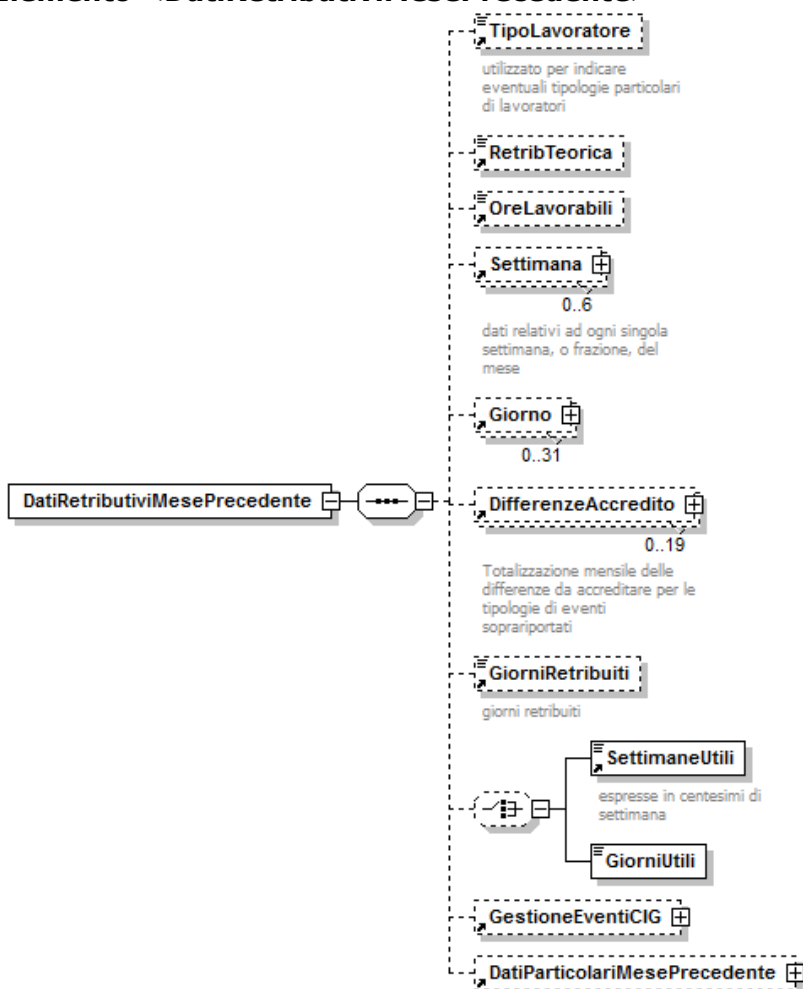 TipoLavoratore
utilizzato per indicare
eventuali tipologie particolari
di lavoratori
RetribTeorica
OreLavorabili
Settimana
0..6
dati relativi ad ogni singola
settimana, o frazione, del
mese
Giorno
0..31
DatiRetributiviMesePrecedente
DifferenzeAccredito
0..19
Totalizzazione mensile delle
differenze da accreditare per le
tipologie di eventi
soprariportati
GiorniRetribuiti
giorni retribuiti
SettimaneUtili
espresse in centesimi di
settimana
GiorniUtili
GestioneEventiCIG
DatiParticolariMesePrecedente